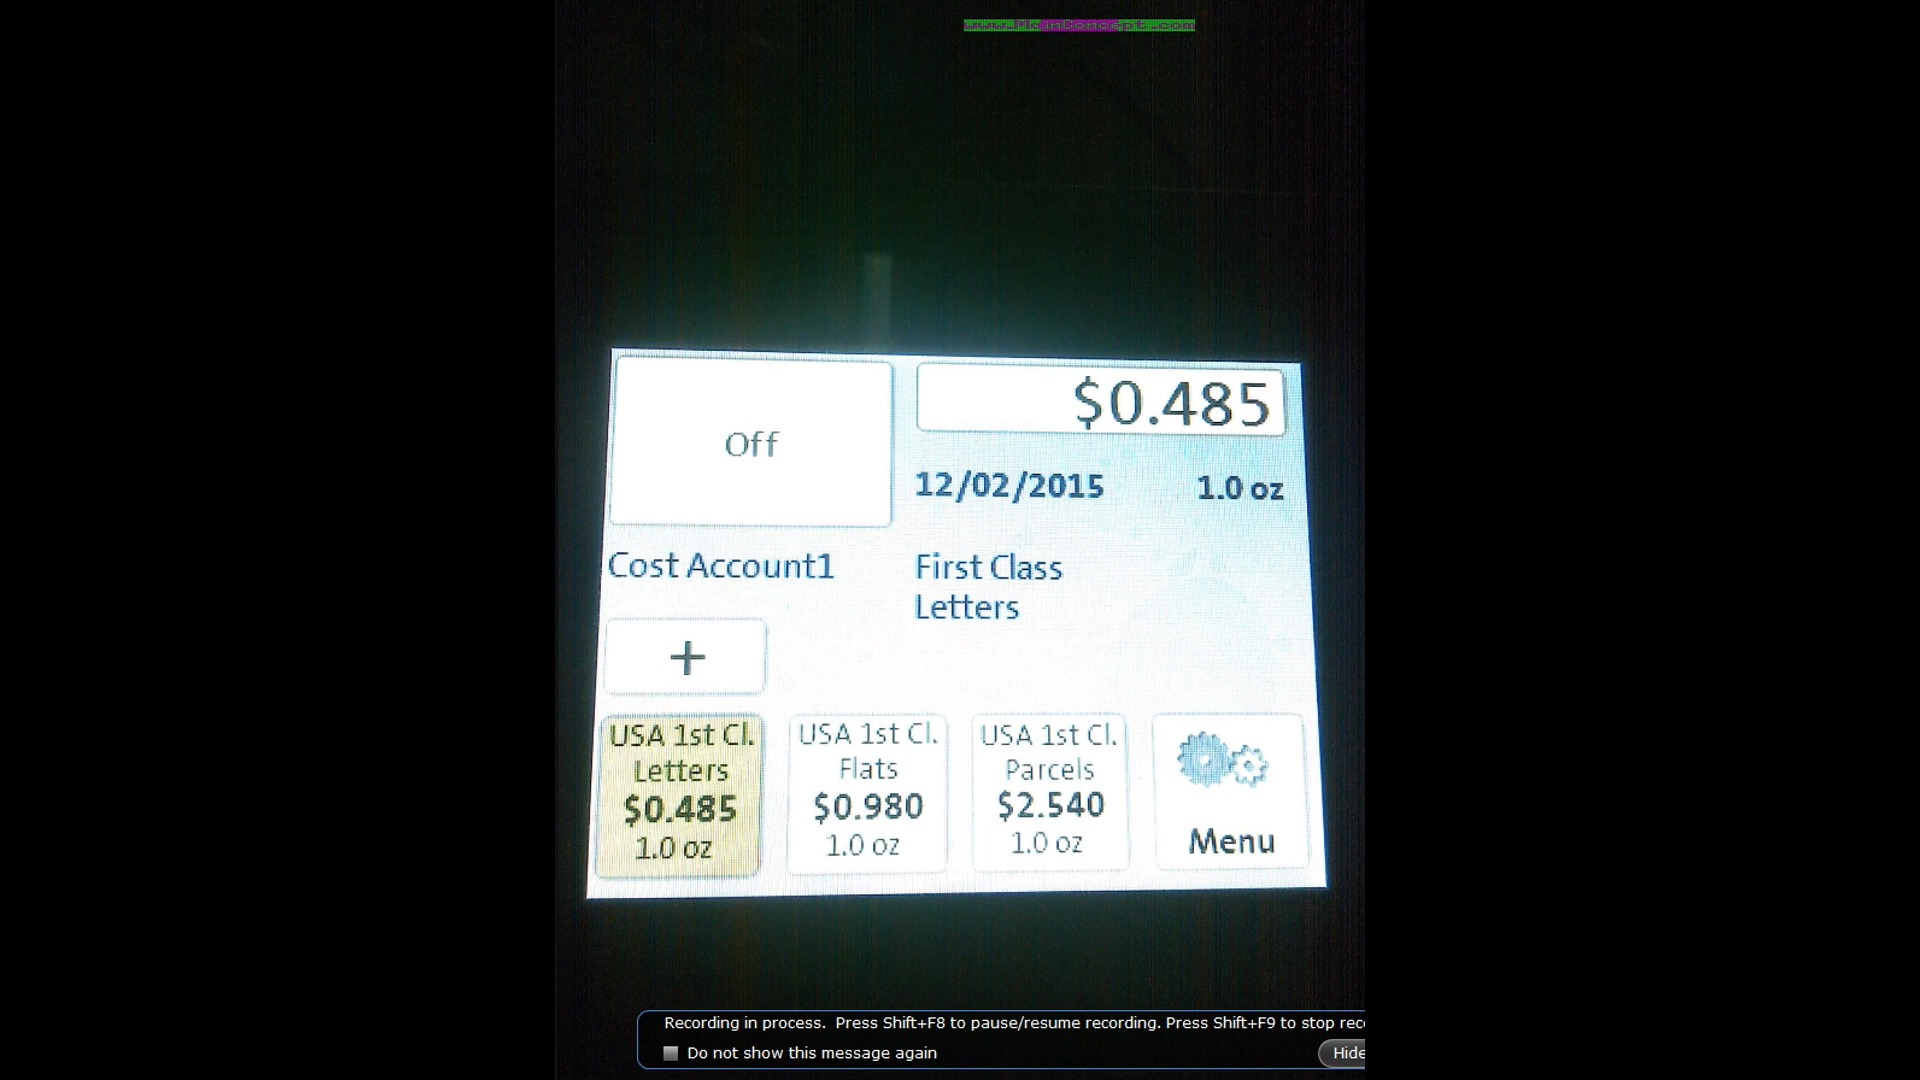 www.MainConcept.com
Off
$0.485
12/02/2015 1.0 oz
Cost Account1
First Class
Letters
+
USA 1st Cl.
Letters
$0.485
1.0 oz
USA 1st Cl.
Flats
$0.980
1.0 oz
USA 1st Cl.
Parcels
$2.540
1.0 oz
Menu
Recording in process. Press Shift+F8 to pause/resume recording. Press Shift+F9 to stop rec
Do not show this message again
Hide